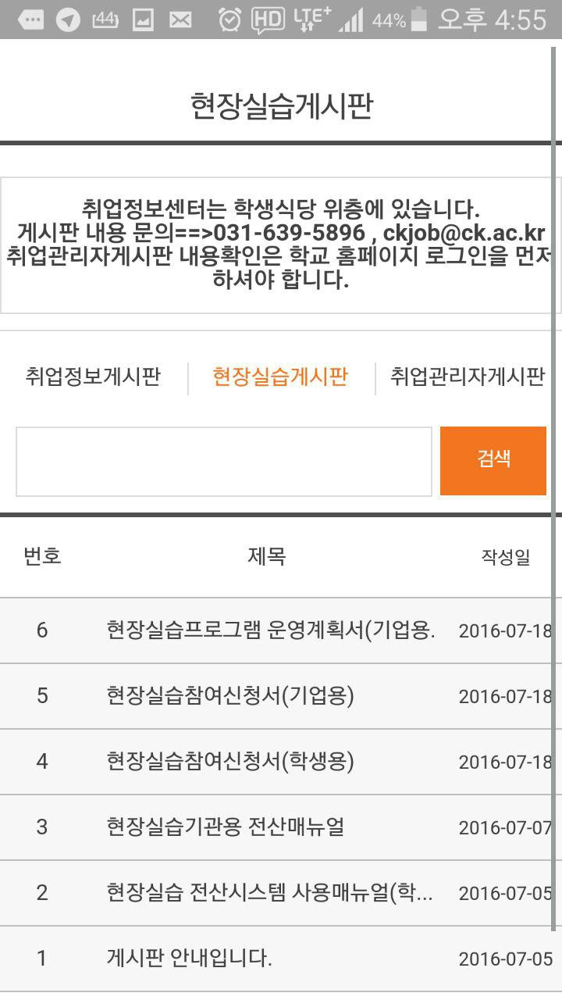 44 HD LTE+ 44% 오후 4:55
현장실습게시판
취업정보센터는 학생식당 위층에 있습니다.
게시판 내용 문의==>031-639-5896 , ckjob@ck.ac.kr
취업관리자게시판 내용확인은 학교 홈페이지 로그인을 먼저
하셔야 합니다.
취업정보게시판 현장실습게시판 취업관리자게시판
검색
번호 제목 작성일
6 현장실습프로그램 운영계획서(기업용. 2016-07-18
5 현장실습참여신청서(기업용) 2016-07-18
4 현장실습참여신청서(학생용) 2016-07-18
3 현장실습기관용 전산매뉴얼 2016-07-07
2 현장실습 전산시스템 사용매뉴얼(학... 2016-07-05
1 게시판 안내입니다. 2016-07-05